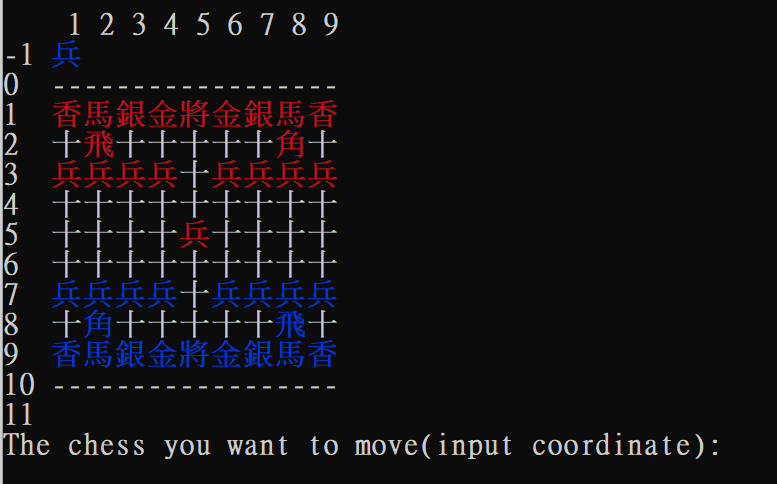 1 2 3 4 5 6 7 8 9
-1 兵
0 ------------------
1 香馬銀金將金銀馬香
2 十飛十十十十十角十
3 兵兵兵兵十兵兵兵兵
4 十十十十十十十十十
5 十十十十兵十十十十
6 十十十十十十十十十
7 兵兵兵兵十兵兵兵兵
8 十角十十十十十飛十
9 香馬銀金將金銀馬香
10 ------------------
11
The chess you want to move(input coordinate):